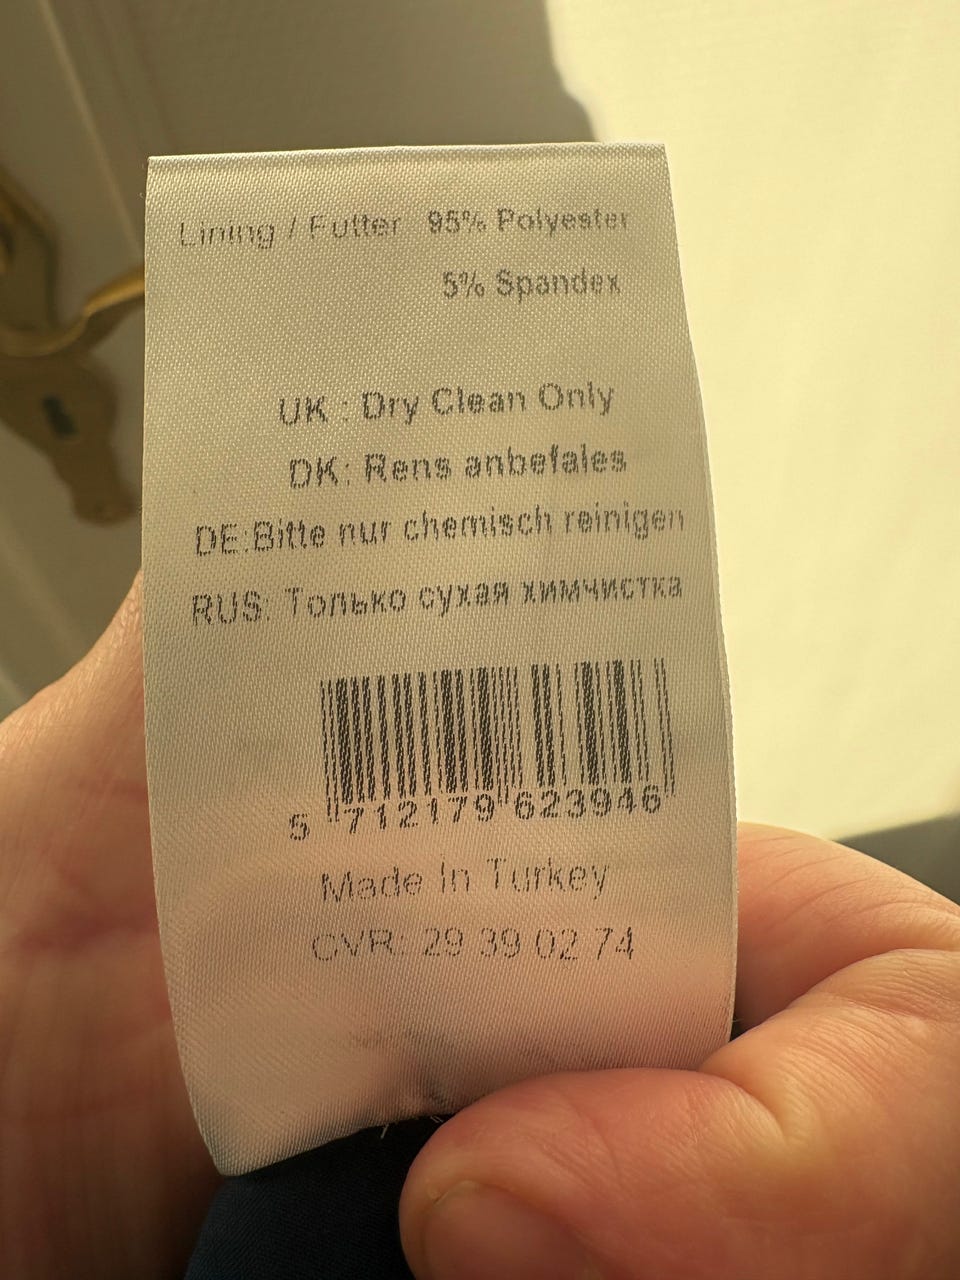 Lining / Futter 95% Polyester
5% Spandex
UK : Dry Clean Only
DK: Rens anbefales
DE:Bitte nur chemisch reinigen
RUS: Только сухая химчистка
5 712179 623946
Made In Turkey
CVR: 29 39 02 74